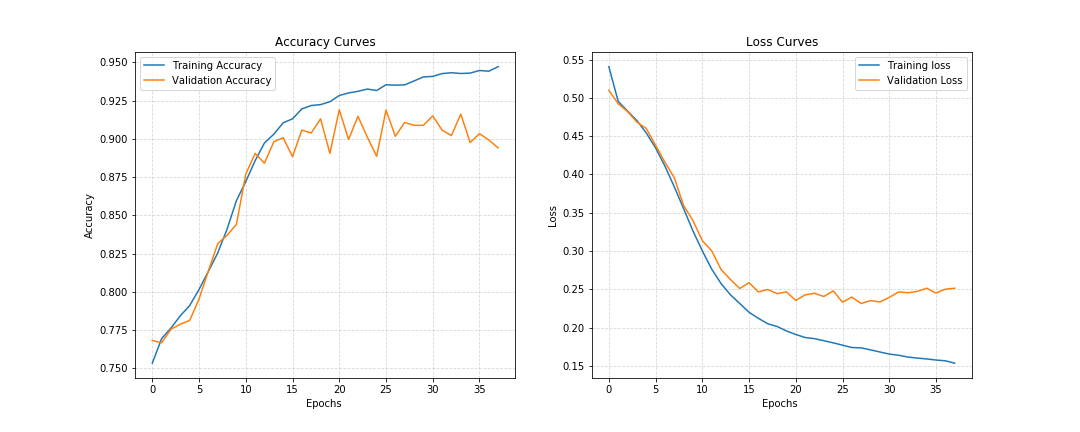 Accuracy Curves
Training Accuracy
Validation Accuracy
0.950
0.925
0.900
0.875
0.850
0.825
0.800
0.775
0.750
Accuracy
0 5 10 15 20 25 30 35
Epochs
Loss Curves
Training loss
Validation Loss
0.55
0.50
0.45
0.40
0.35
0.30
0.25
0.20
0.15
Loss
0 5 10 15 20 25 30 35
Epochs